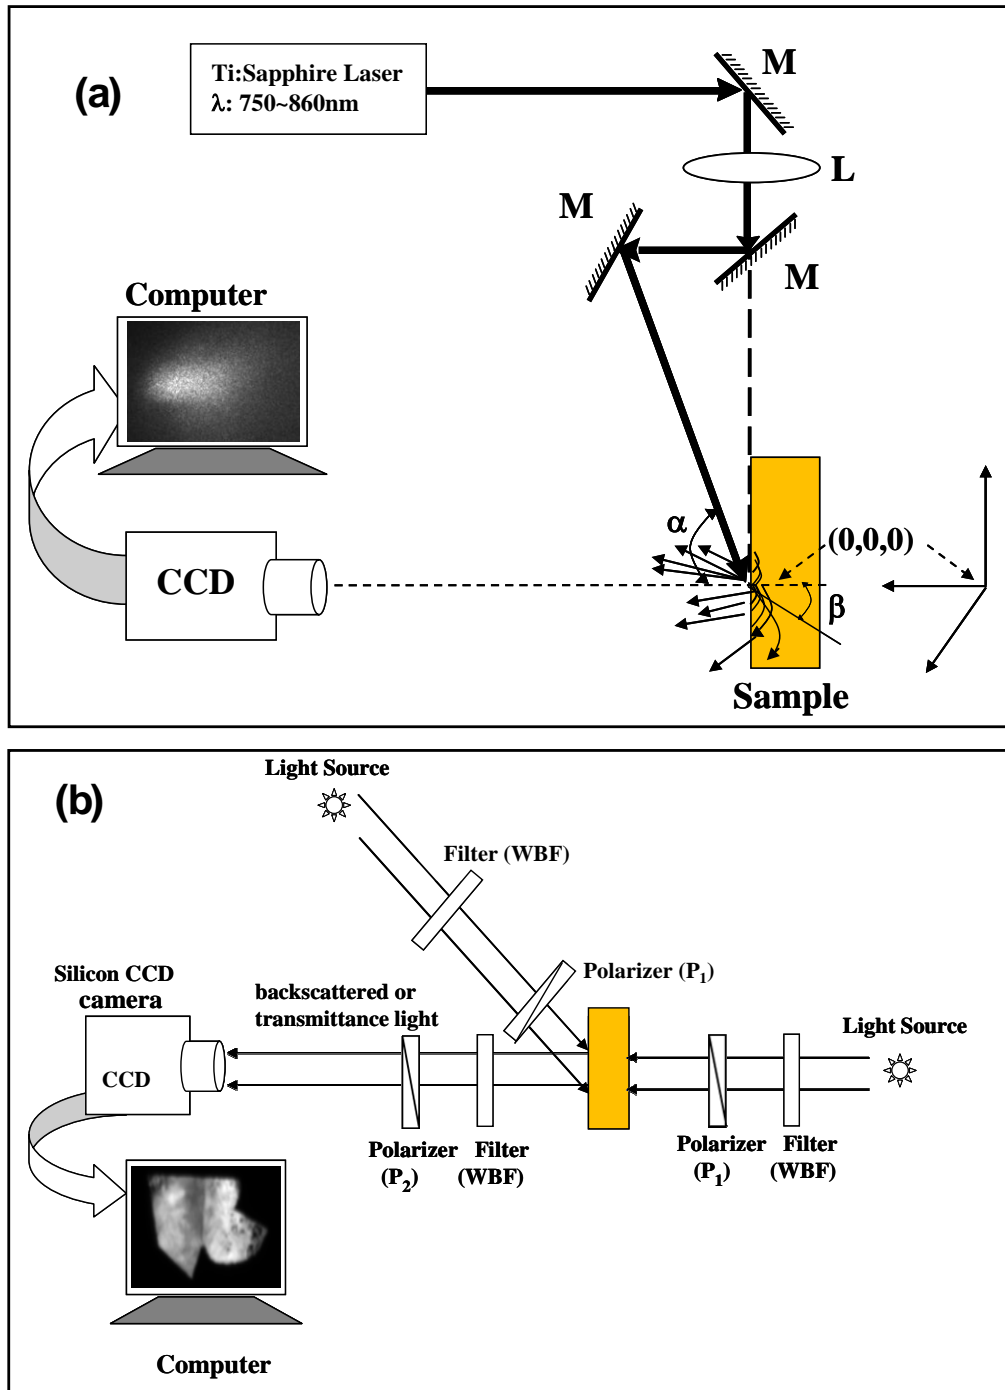 (a)
Ti:Sapphire Laser
λ: 750~860nm
M
L
M
M
Computer
α
(0,0,0)
CCD
β
Sample
(b)
Light Source
Filter (WBF)
Polarizer (P₁)
Silicon CCD
camera
backscattered or
transmittance light
Light Source
CCD
Polarizer
(P₂)
Filter
(WBF)
Polarizer
(P₁)
Filter
(WBF)
Computer